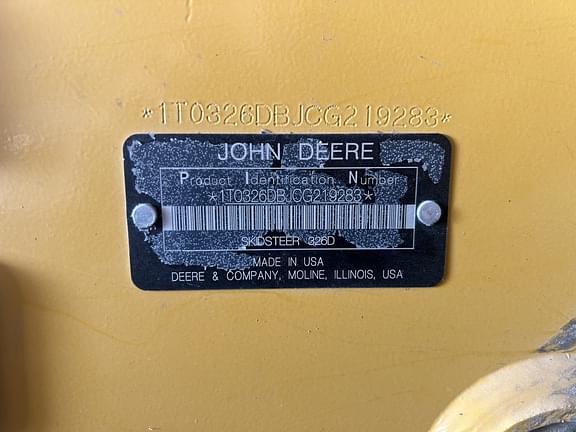 *1T0326DBJCG219283*
JOHN DEERE
Product Identification Number
*1T0326DBJCG219283*
SKIDSTEER 326D
MADE IN USA
DEERE & COMPANY, MOLINE, ILLINOIS, USA